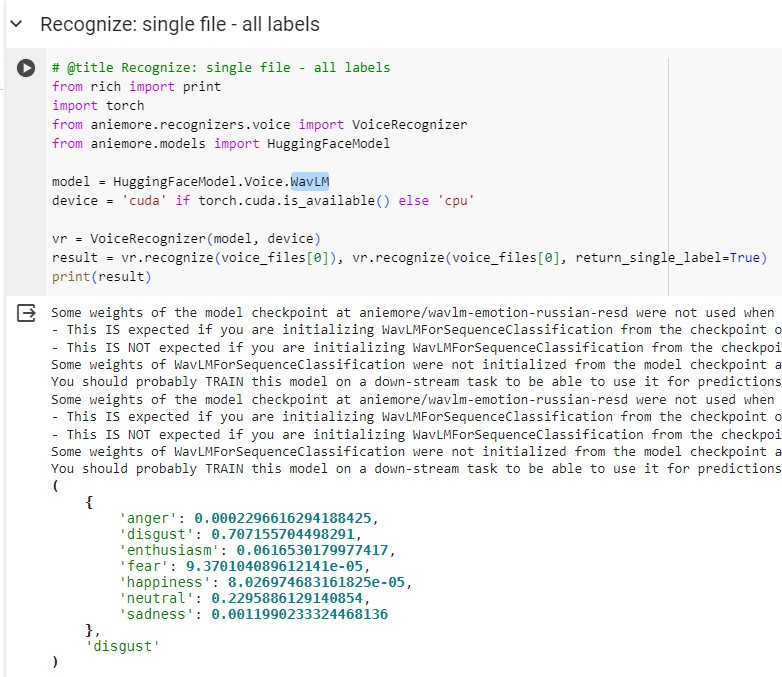 Recognize: single file - all labels
# @title Recognize: single file - all labels
from rich import print
import torch
from aniemore.recognizers.voice import VoiceRecognizer
from aniemore.models import HuggingFaceModel
model = HuggingFaceModel.Voice.WavLM
device = 'cuda' if torch.cuda.is_available() else 'cpu'
vr = VoiceRecognizer(model, device)
result = vr.recognize(voice_files[0]), vr.recognize(voice_files[0], return_single_label=True)
print(result)
Some weights of the model checkpoint at aniemore/wavlm-emotion-russian-resd were not used when
- This IS expected if you are initializing WavLMForSequenceClassification from the checkpoint o
- This IS NOT expected if you are initializing WavLMForSequenceClassification from the checkpoi
Some weights of WavLMForSequenceClassification were not initialized from the model checkpoint a
You should probably TRAIN this model on a down-stream task to be able to use it for predictions
Some weights of the model checkpoint at aniemore/wavlm-emotion-russian-resd were not used when
- This IS expected if you are initializing WavLMForSequenceClassification from the checkpoint o
- This IS NOT expected if you are initializing WavLMForSequenceClassification from the checkpoi
Some weights of WavLMForSequenceClassification were not initialized from the model checkpoint a
You should probably TRAIN this model on a down-stream task to be able to use it for predictions
(
{
'anger': 0.0002296616294188425,
'disgust': 0.707155704498291,
'enthusiasm': 0.0616530179977417,
'fear': 9.370104089612141e-05,
'happiness': 8.026974683161825e-05,
'neutral': 0.2295886129140854,
'sadness': 0.0011990233324468136
},
'disgust'
)